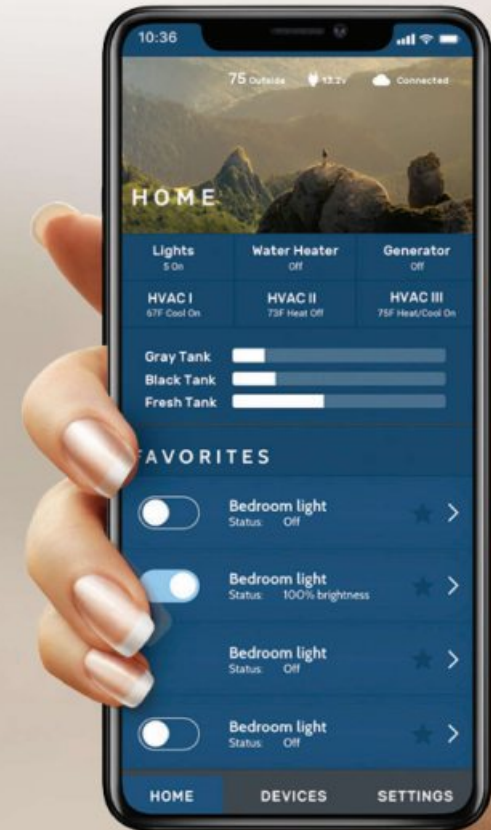 10:36
75 Outside 13.2v Connected
HOME
Lights Water Heater Generator
5 On Off Off
HVAC I HVAC II HVAC III
67F Cool On 73F Heat Off 75F Heat/Cool On
Gray Tank
Black Tank
Fresh Tank
FAVORITES
Bedroom light
Status: Off
Bedroom light
Status: 100% brightness
Bedroom light
Status: Off
Bedroom light
Status: Off
HOME DEVICES SETTINGS